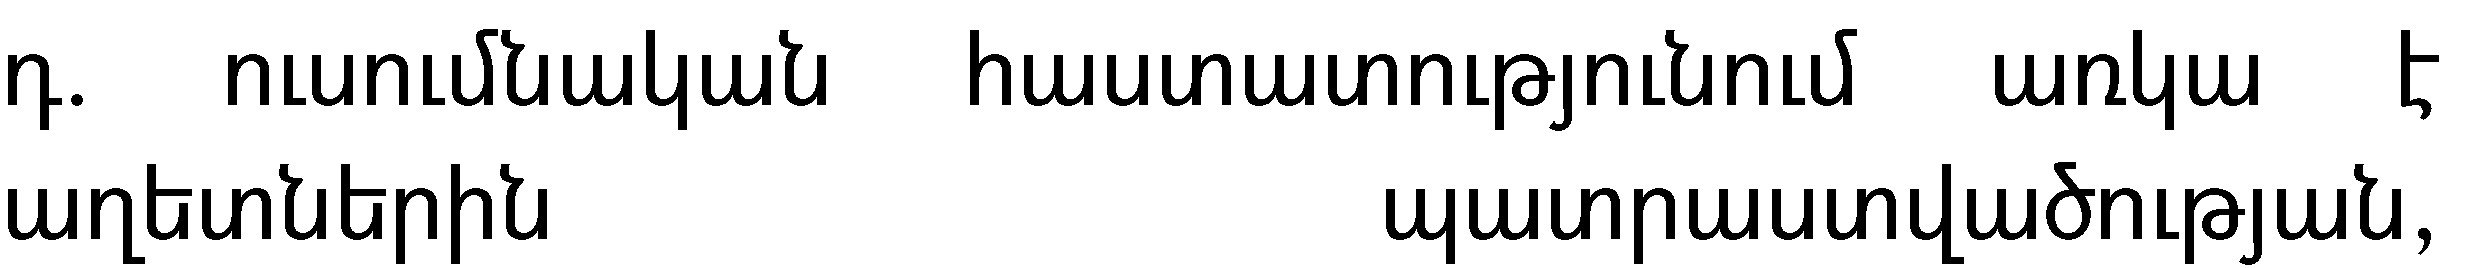 դ. ուսումնական հաստատությունում առկա է
աղետներին պատրաստվածության,